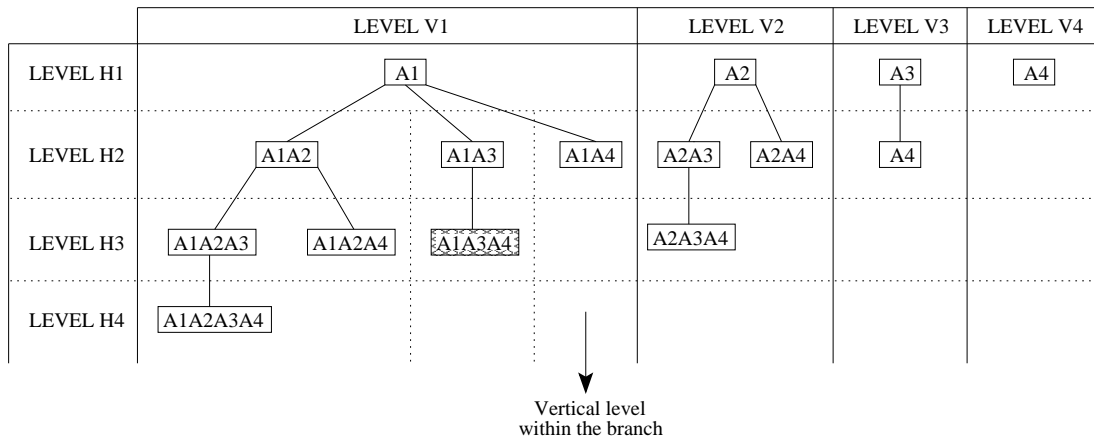 LEVEL V1 LEVEL V2 LEVEL V3 LEVEL V4
LEVEL H1 A1 A2 A3 A4
LEVEL H2 A1A2 A1A3 A1A4 A2A3 A2A4 A4
LEVEL H3 A1A2A3 A1A2A4 A1A3A4 A2A3A4
LEVEL H4 A1A2A3A4
Vertical level
within the branch